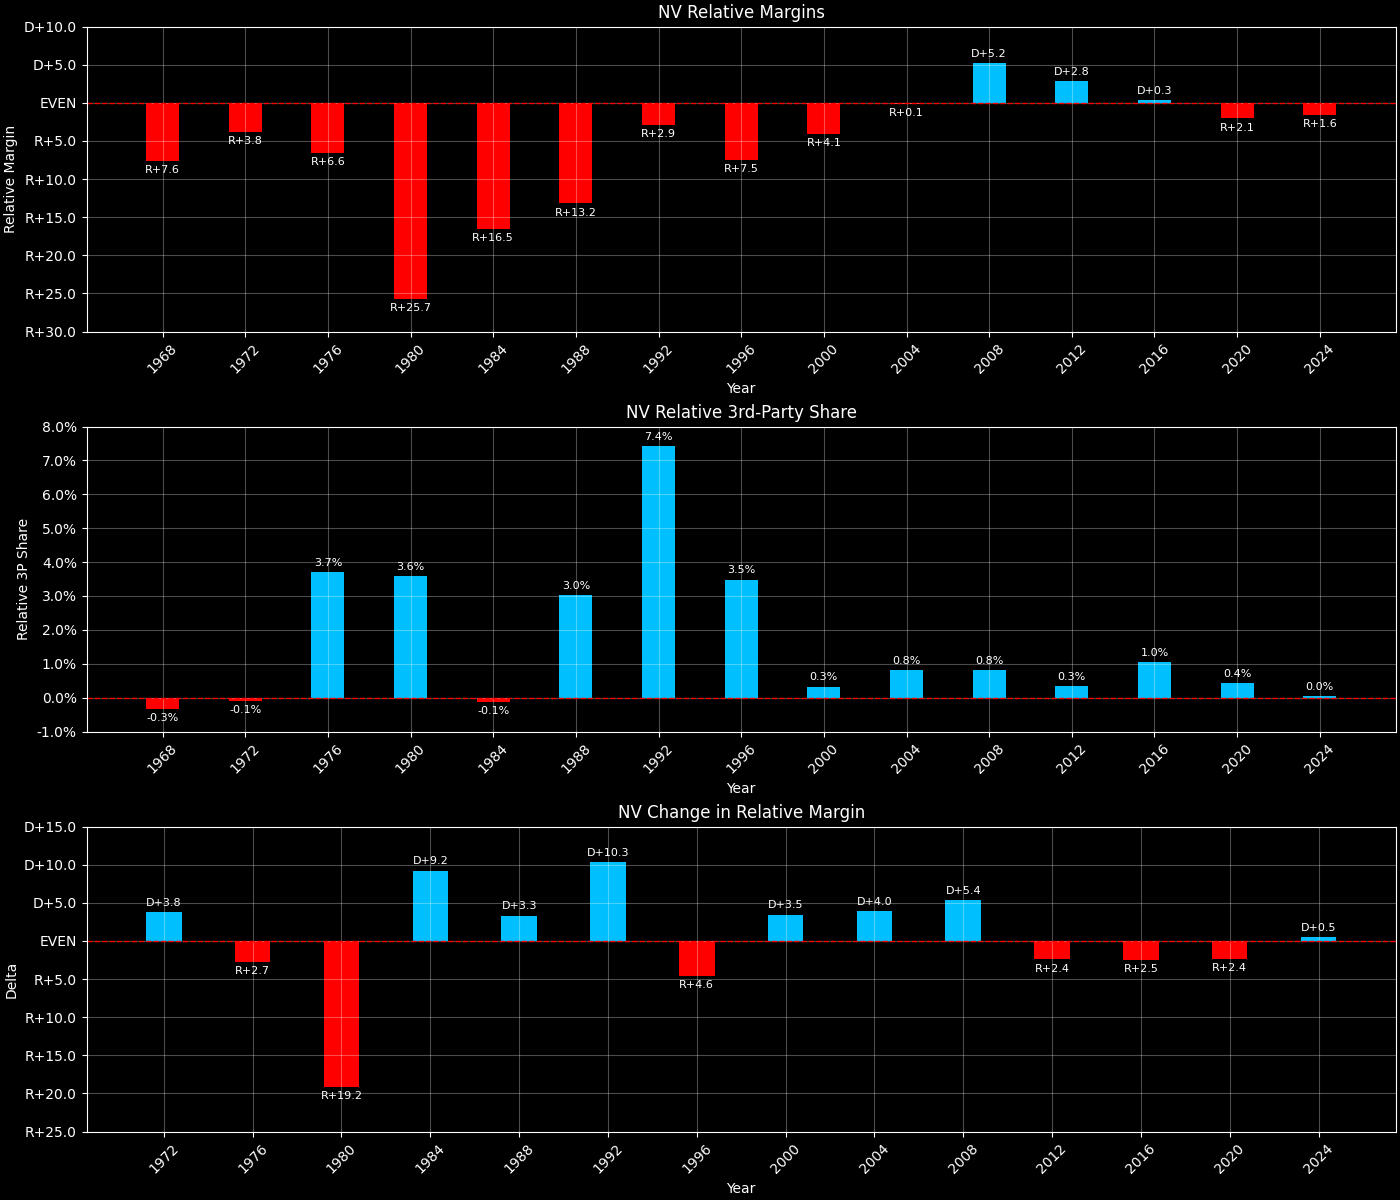 NV Relative Margins
Relative Margin
D+10.0
D+5.0
EVEN
R+5.0
R+10.0
R+15.0
R+20.0
R+25.0
R+30.0
R+7.6
R+3.8
R+6.6
R+25.7
R+16.5
R+13.2
R+2.9
R+7.5
R+4.1
R+0.1
D+5.2
D+2.8
D+0.3
R+2.1
R+1.6
1968
1972
1976
1980
1984
1988
1992
1996
2000
2004
2008
2012
2016
2020
2024
Year
NV Relative 3rd-Party Share
Relative 3P Share
8.0%
7.0%
6.0%
5.0%
4.0%
3.0%
2.0%
1.0%
0.0%
-1.0%
-0.3%
-0.1%
3.7%
3.6%
-0.1%
3.0%
7.4%
3.5%
0.3%
0.8%
0.8%
0.3%
1.0%
0.4%
0.0%
1968
1972
1976
1980
1984
1988
1992
1996
2000
2004
2008
2012
2016
2020
2024
Year
NV Change in Relative Margin
Delta
D+15.0
D+10.0
D+5.0
EVEN
R+5.0
R+10.0
R+15.0
R+20.0
R+25.0
D+3.8
R+2.7
R+19.2
D+9.2
D+3.3
D+10.3
R+4.6
D+3.5
D+4.0
D+5.4
R+2.4
R+2.5
R+2.4
D+0.5
1972
1976
1980
1984
1988
1992
1996
2000
2004
2008
2012
2016
2020
2024
Year